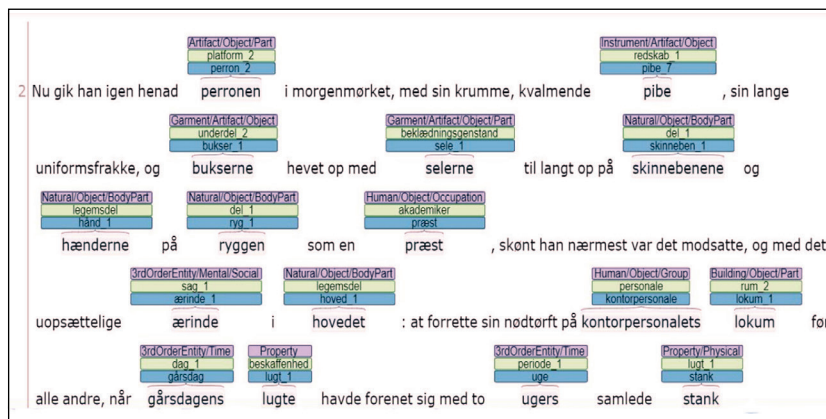 Artifact/Object/Part Instrument/Artifact/Object
platform_2 redskab_1
perron_2 pibe_7
2 Nu gik han igen henad perronen i morgenmørket, med sin krumme, kvalmende pibe , sin lange
Garment/Artifact/Object Garment/Artifact/Object/Part Natural/Object/BodyPart
underdel_2 beklædningsgenstand del_1
bukser_1 sele_1 skinneben_1
uniformsfrakke, og bukserne hevet op med selerne til langt op på skinnebenene og
Natural/Object/BodyPart Natural/Object/BodyPart Human/Object/Occupation
legemsdel del_1 akademiker
hånd_1 ryg_1 præst
hænderne på ryggen som en præst , skønt han nærmest var det modsatte, og med det
3rdOrderEntity/Mental/Social Natural/Object/BodyPart Human/Object/Group Building/Object/Part
sag_1 legemsdel personale rum_2
ærinde_1 hoved_1 kontorpersonale lokum_1
uopsættelige ærinde i hovedet : at forrette sin nødtørft på kontorpersonalets lokum før
3rdOrderEntity/Time Property 3rdOrderEntity/Time Property/Physical
dag_1 beskaffenhed periode_1 lugt_1
gårsdag lugt_1 uge stank
alle andre, når gårsdagens lugte havde forenet sig med to ugers samlede stank